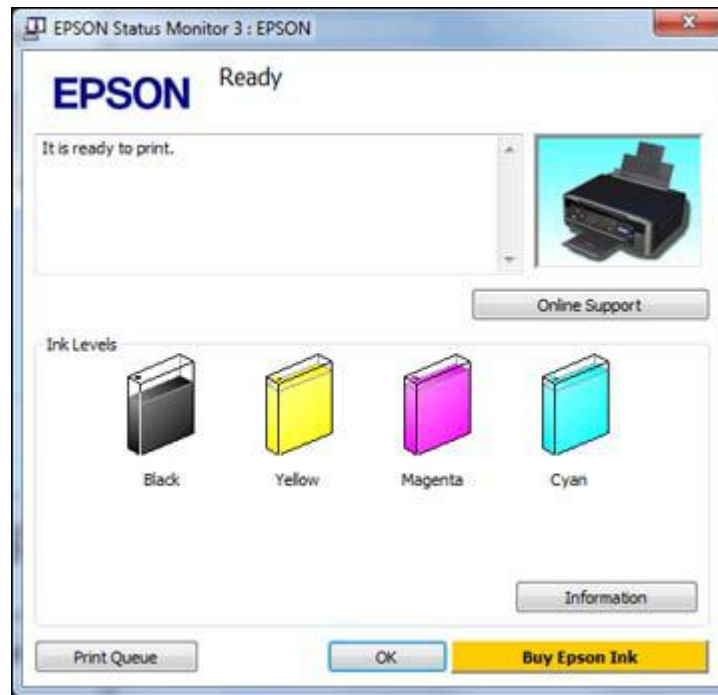 EPSON Status Monitor 3 : EPSON
EPSON
Ready
It is ready to print.
Online Support
Ink Levels
Black
Yellow
Magenta
Cyan
Information
Print Queue
OK
Buy Epson Ink